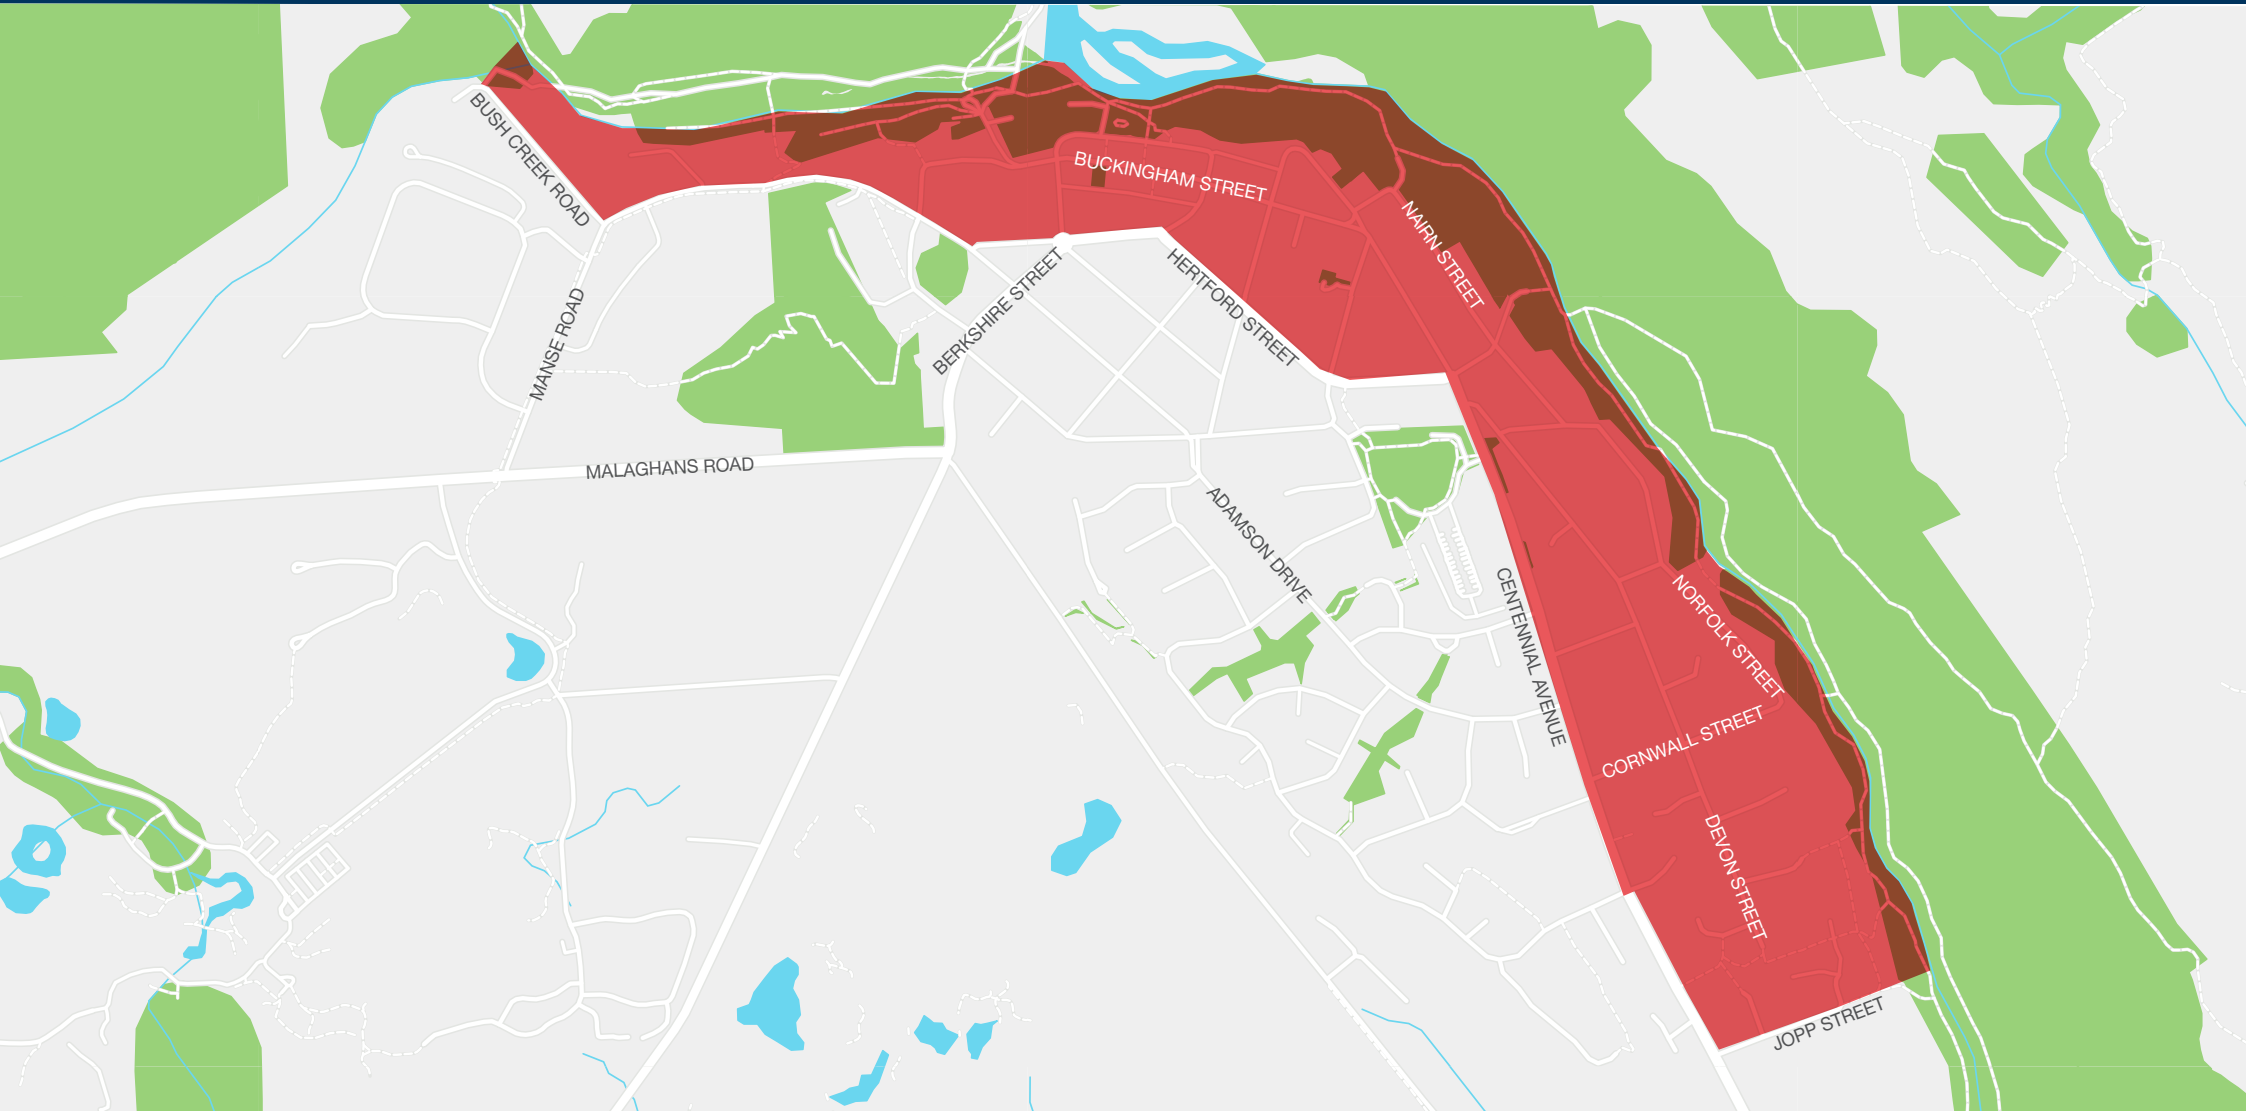 BUSH CREEK ROAD
BUCKINGHAM STREET
NAIRN STREET
BERKSHIRE STREET
HERTFORD STREET
MANSE ROAD
MALAGHANS ROAD
ADAMSON DRIVE
CENTENNIAL AVENUE
NORFOLK STREET
CORNWALL STREET
DEVON STREET
JOPP STREET